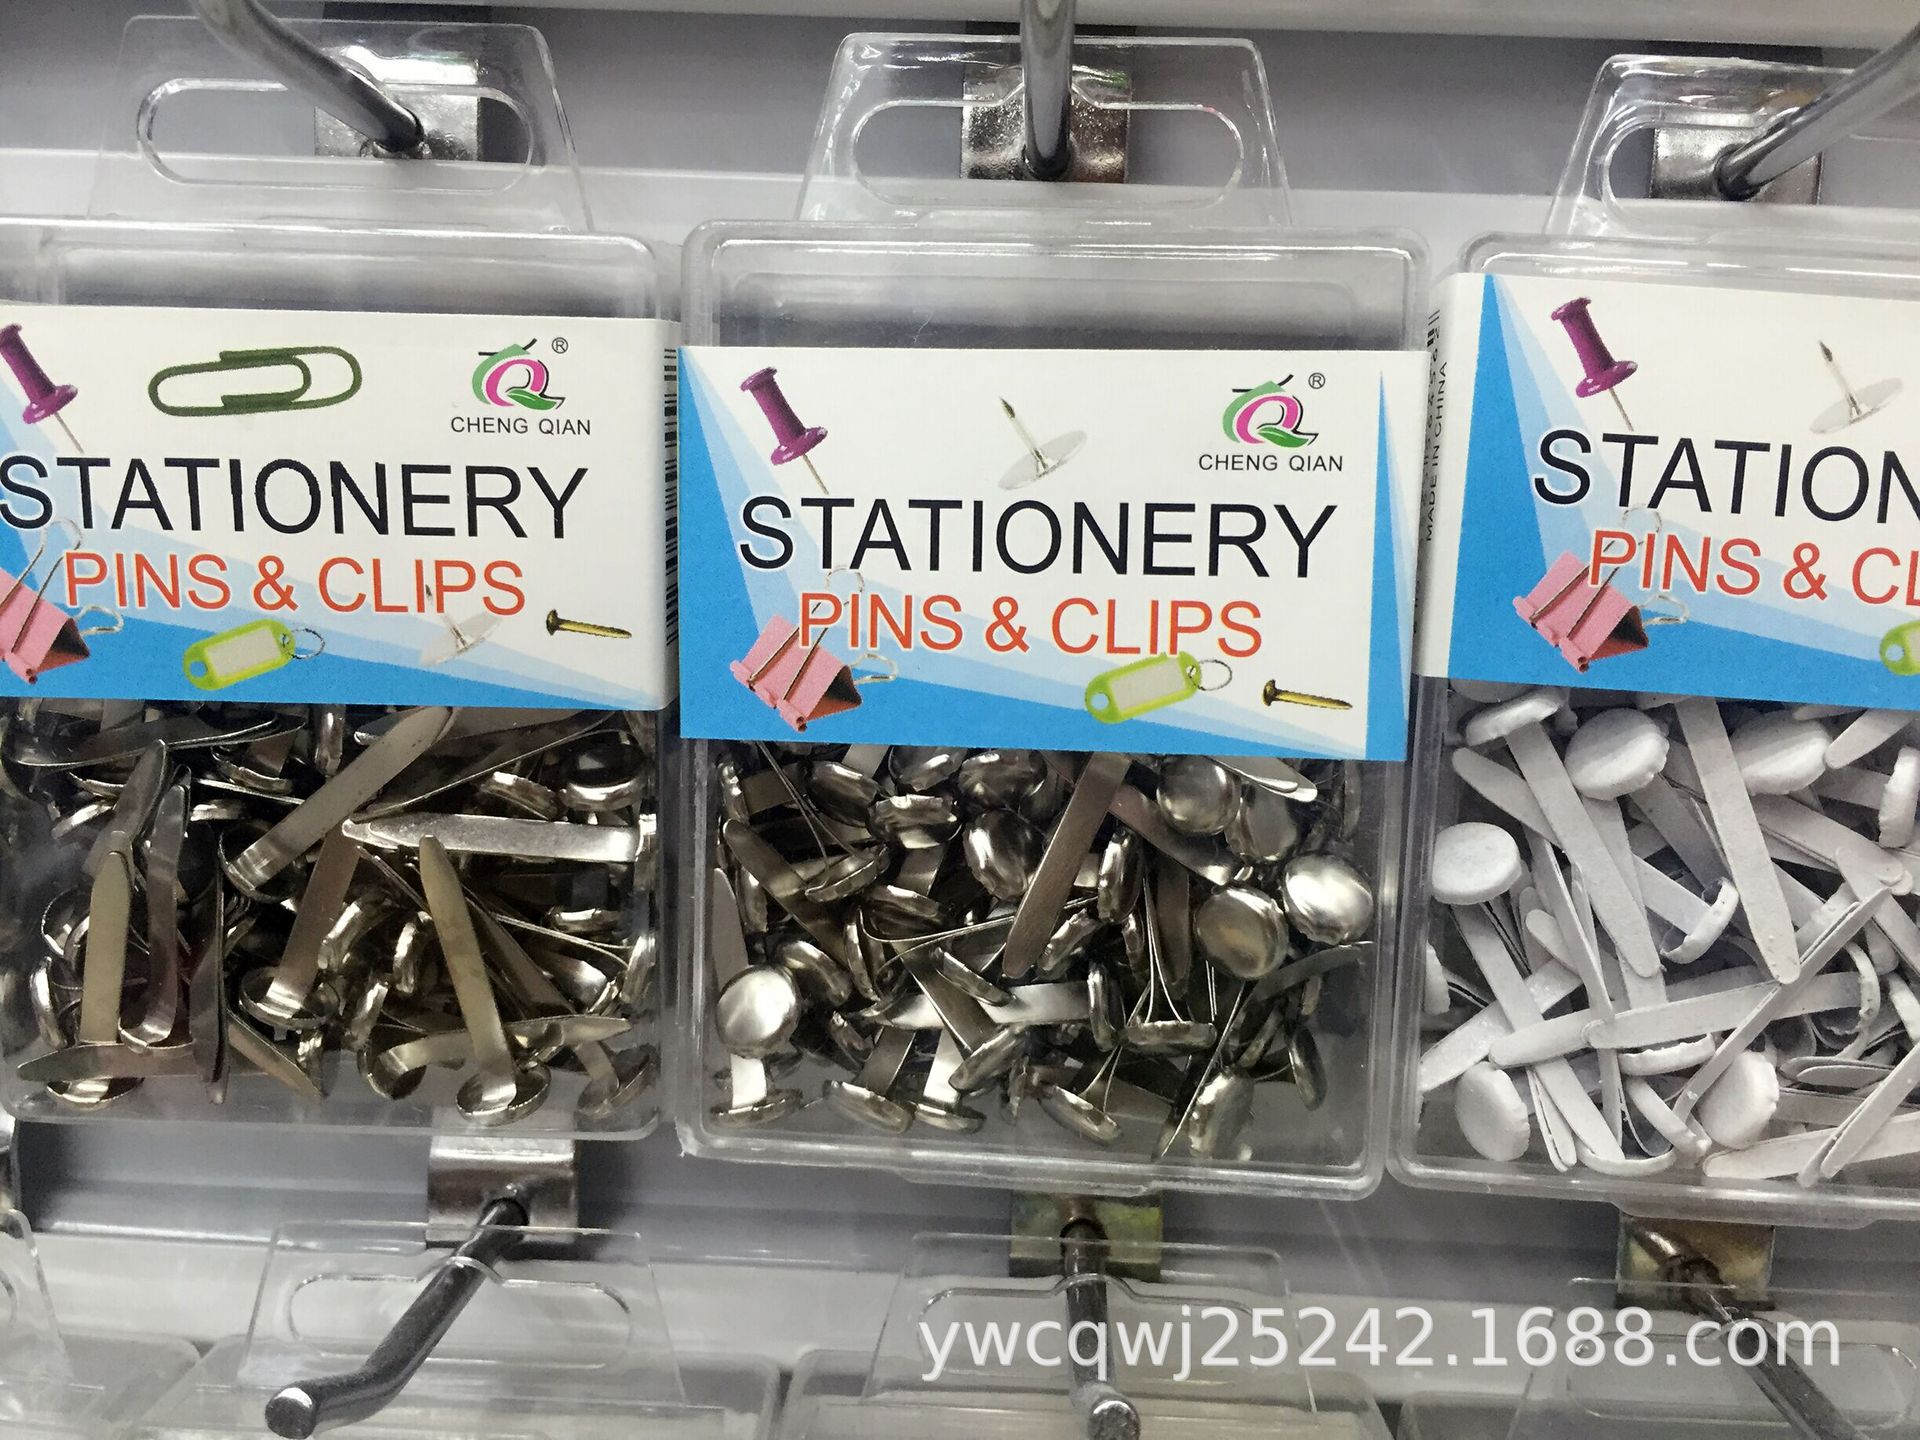 ®
CHENG QIAN
STATIONERY
PINS & CLIPS
®
CHENG QIAN
STATIONERY
PINS & CLIPS
MADE IN CHINA
STATION
PINS & CL
ywcqwj25242.1688.com